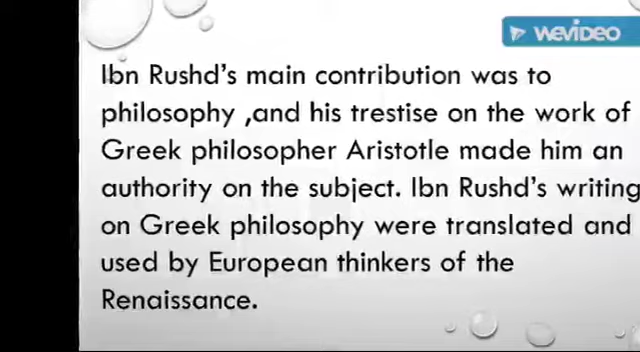 wevideo
Ibn Rushd's main contribution was to
philosophy ,and his trestise on the work of
Greek philosopher Aristotle made him an
authority on the subject. Ibn Rushd's writing
on Greek philosophy were translated and
used by European thinkers of the
Renaissance.